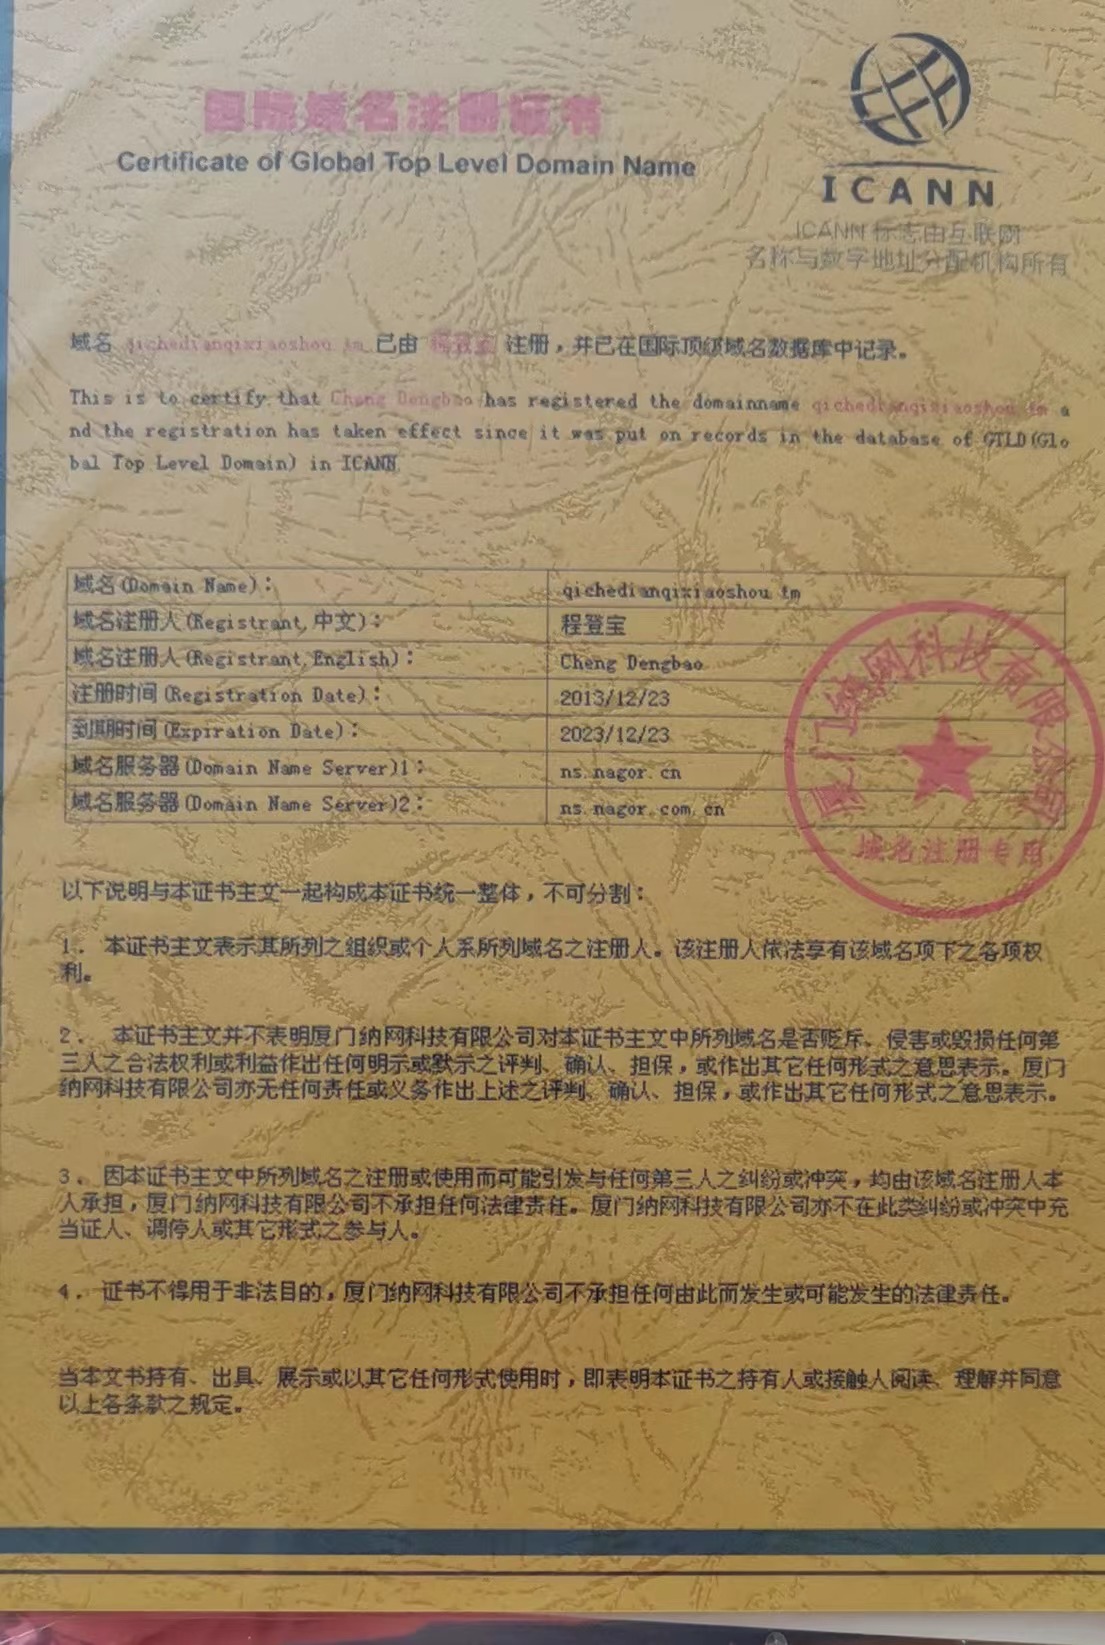 国际域名注册证书
Certificate of Global Top Level Domain Name
ICANN
ICANN 标志由互联网
名称与数字地址分配机构所有
域名 qichedianqixiaoshou.tm 已由 程登宝 注册，并已在国际顶级域名数据库中记录。
This is to certify that Cheng Dengbao has registered the domainname qichedianqixiaoshou.tm a
nd the registration has taken effect since it was put on records in the database of GTLD(Glo
bal Top Level Domain) in ICANN
域名(Domain Name)： qichedianqixiaoshou.tm
域名注册人(Registrant,中文)： 程登宝
域名注册人(Registrant,English)： Cheng Dengbao
注册时间(Registration Date)： 2013/12/23
到期时间(Expiration Date)： 2023/12/23
域名服务器(Domain Name Server)1： ns.nagor.cn
域名服务器(Domain Name Server)2： ns.nagor.com.cn
厦门纳网科技有限公司
域名注册专用
以下说明与本证书主文一起构成本证书统一整体，不可分割：
1． 本证书主文表示其所列之组织或个人系所列域名之注册人。该注册人依法享有该域名项下之各项权
利。
2． 本证书主文并不表明厦门纳网科技有限公司对本证书主文中所列域名是否贬斥、侵害或毁损任何第
三人之合法权利或利益作出任何明示或默示之评判、确认、担保，或作出其它任何形式之意思表示。厦门
纳网科技有限公司亦无任何责任或义务作出上述之评判、确认、担保，或作出其它任何形式之意思表示。
3． 因本证书主文中所列域名之注册或使用而可能引发与任何第三人之纠纷或冲突，均由该域名注册人本
人承担，厦门纳网科技有限公司不承担任何法律责任。厦门纳网科技有限公司亦不在此类纠纷或冲突中充
当证人、调停人或其它形式之参与人。
4． 证书不得用于非法目的，厦门纳网科技有限公司不承担任何由此而发生或可能发生的法律责任。
当本文书持有、出具、展示或以其它任何形式使用时，即表明本证书之持有人或接触人阅读、理解并同意
以上各条款之规定。